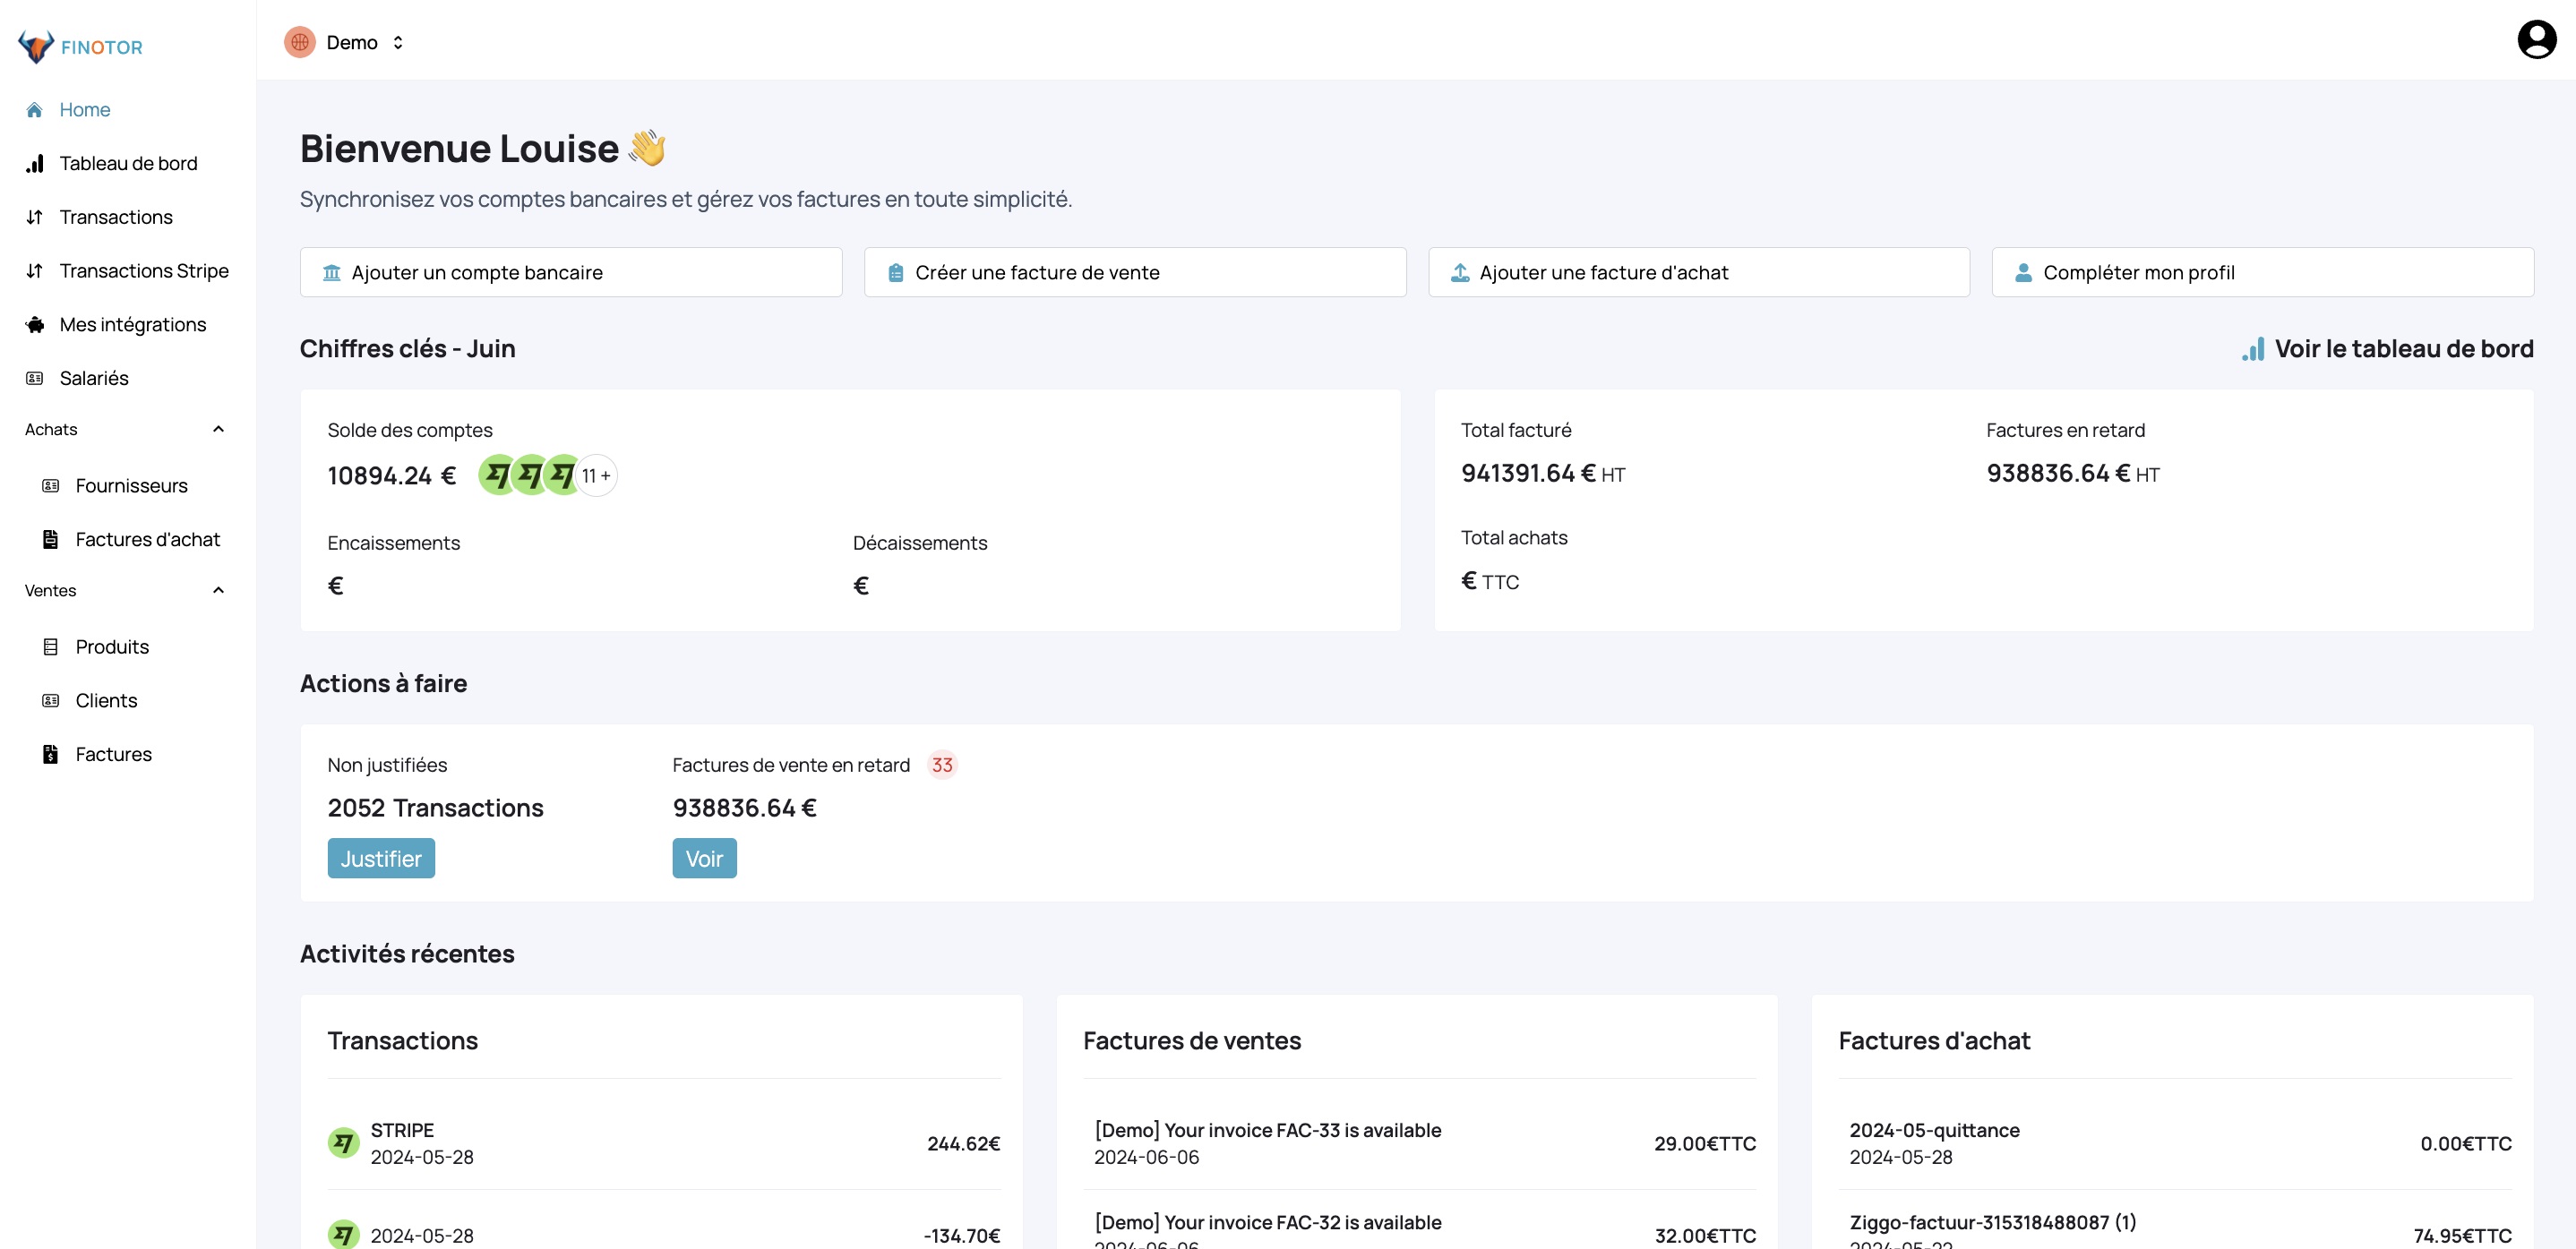 FINOTOR
Home
Tableau de bord
Transactions
Transactions Stripe
Mes intégrations
Salariés
Achats
Fournisseurs
Factures d'achat
Ventes
Produits
Clients
Factures
Demo
Bienvenue Louise 👋
Synchronisez vos comptes bancaires et gérez vos factures en toute simplicité.
Ajouter un compte bancaire
Créer une facture de vente
Ajouter une facture d'achat
Compléter mon profil
Chiffres clés - Juin
Voir le tableau de bord
Solde des comptes
10894.24 €
11 +
Encaissements
€
Décaissements
€
Total facturé
941391.64 € HT
Factures en retard
938836.64 € HT
Total achats
€ TTC
Actions à faire
Non justifiées
2052 Transactions
Justifier
Factures de vente en retard 33
938836.64 €
Voir
Activités récentes
Transactions
STRIPE
2024-05-28
244.62€
2024-05-28
-134.70€
Factures de ventes
[Demo] Your invoice FAC-33 is available
2024-06-06
29.00€TTC
[Demo] Your invoice FAC-32 is available
2024-06-06
32.00€TTC
Factures d'achat
2024-05-quittance
2024-05-28
0.00€TTC
Ziggo-factuur-315318488087 (1)
2024-05-22
74.95€TTC